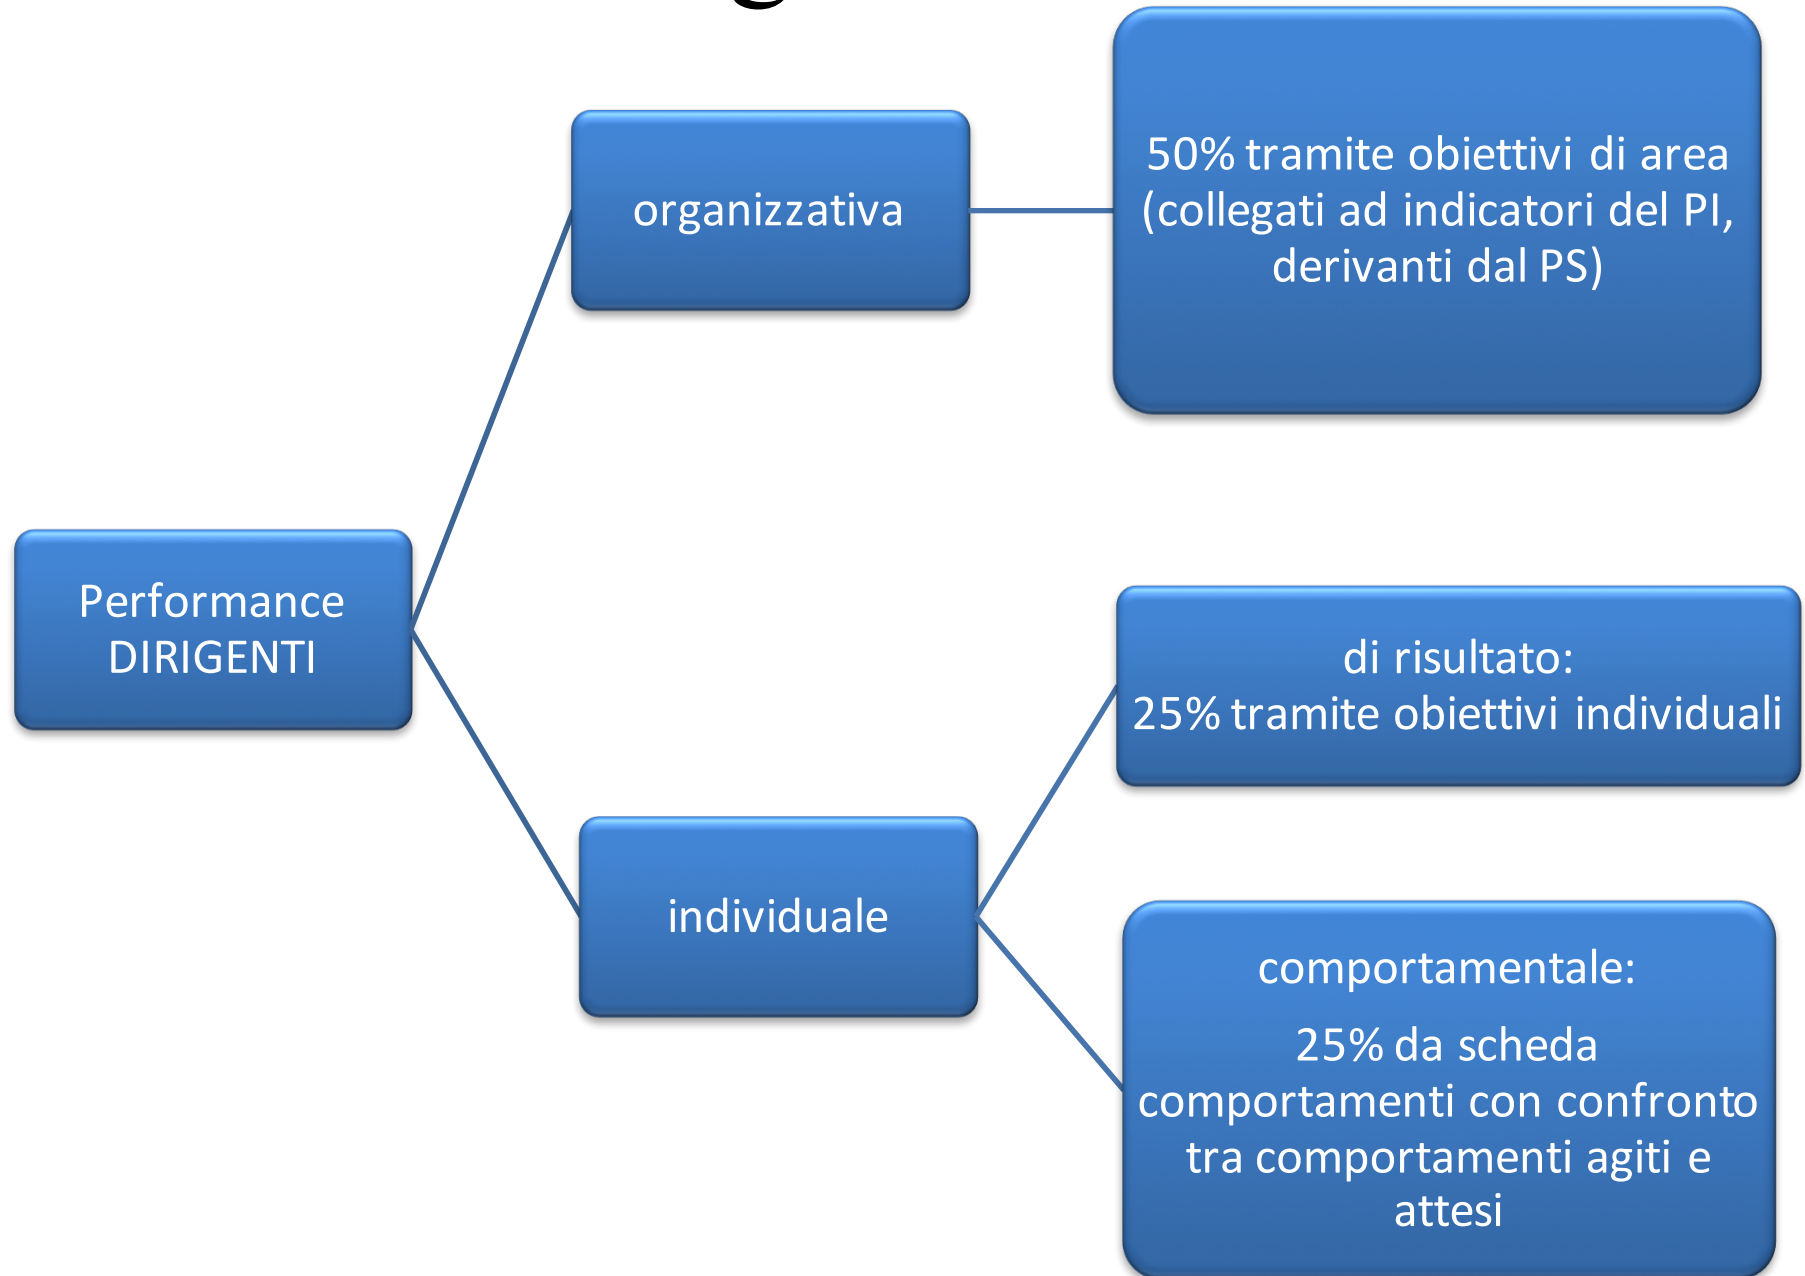 organizzativa
50% tramite obiettivi di area
(collegati ad indicatori del PI,
derivanti dal PS)
Performance
DIRIGENTI
di risultato:
25% tramite obiettivi individuali
individuale
comportamentale:
25% da scheda
comportamenti con confronto
tra comportamenti agiti e
attesi